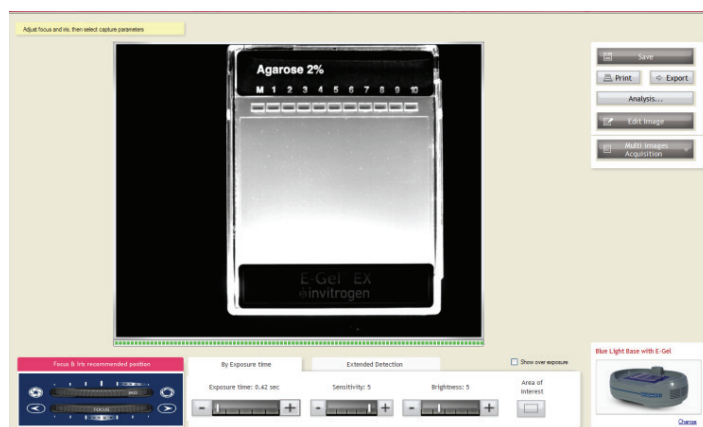 Adjust focus and iris, then select capture parameters
Agarose 2%
M 1 2 3 4 5 6 7 8 9 10
E-Gel EX
invitrogen
Save
Print
Export
Analysis...
Edit Image
Multi images
Acquisition
Focus & Iris recommended position
IRIS
FOCUS
By Exposure time
Extended Detection
Show over exposure
Exposure time: 0.42 sec
Sensitivity: 5
Brightness: 5
Area of
Interest
Blue Light Base with E-Gel
Change